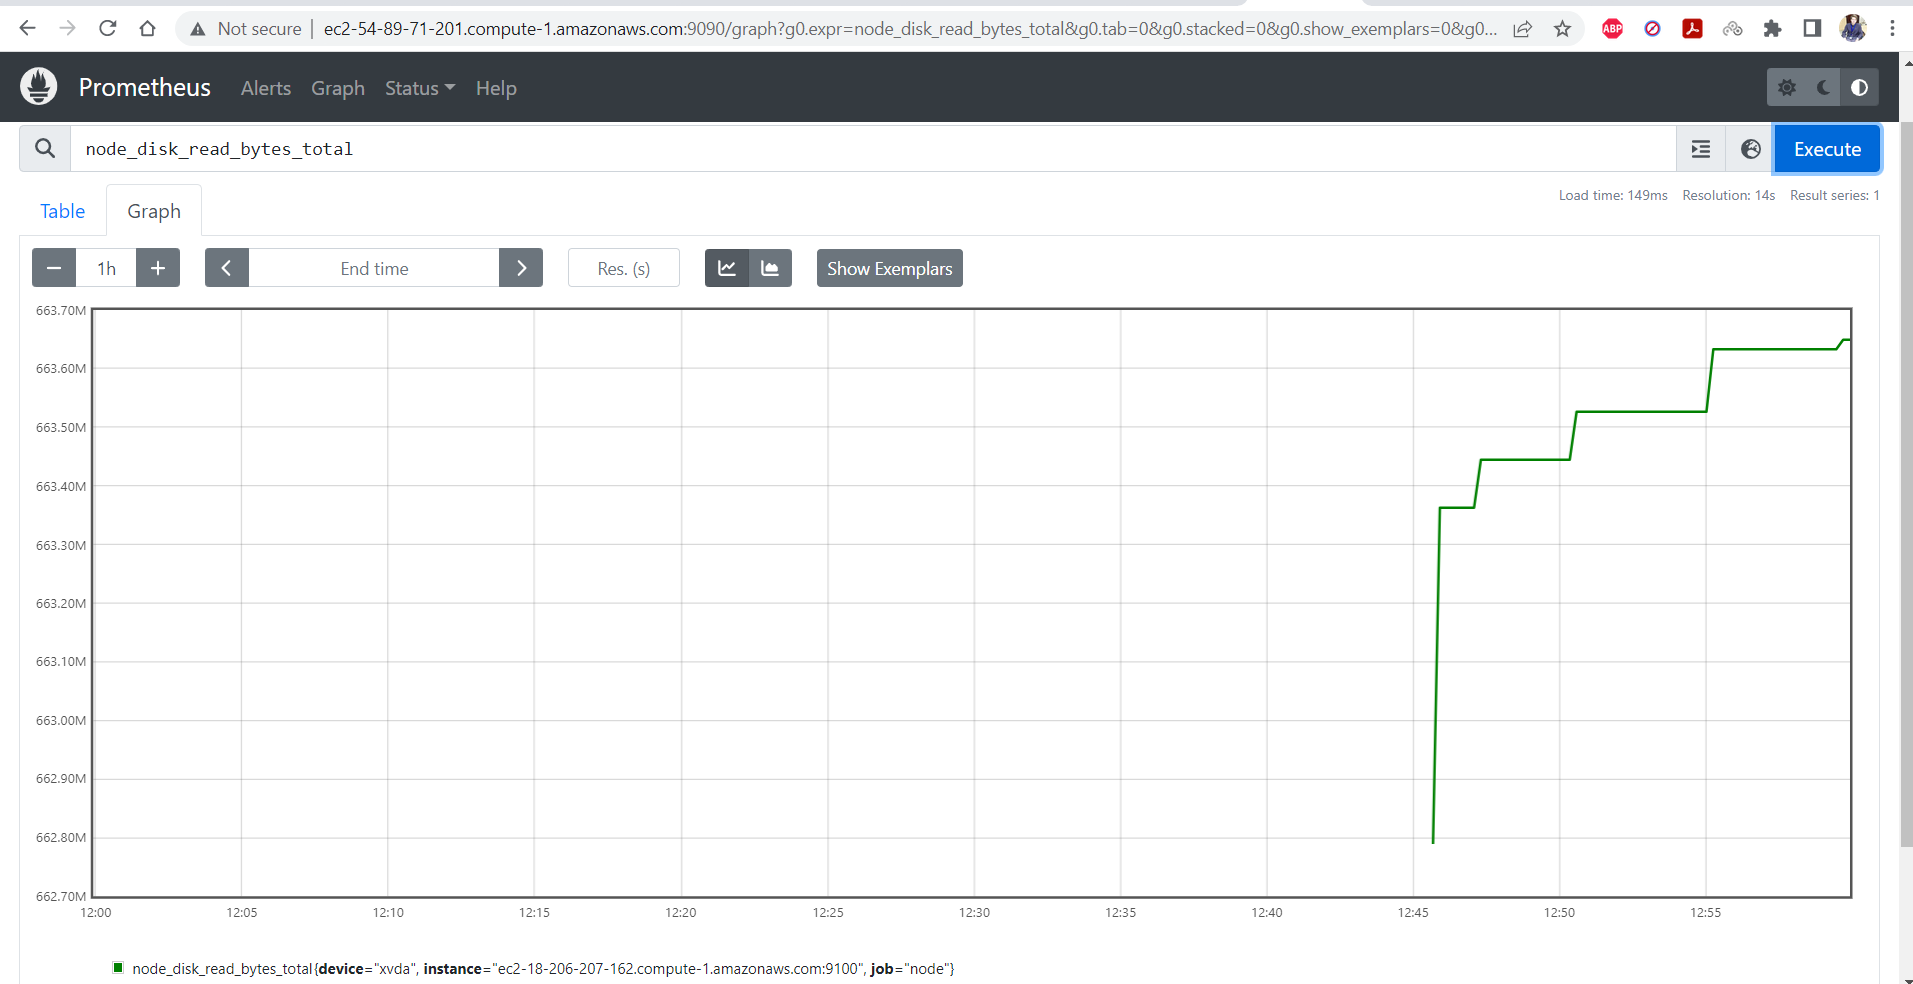 Not secure | ec2-54-89-71-201.compute-1.amazonaws.com:9090/graph?g0.expr=node_disk_read_bytes_total&g0.tab=0&g0.stacked=0&g0.show_exemplars=0&g0... ABP
Prometheus Alerts Graph Status Help
node_disk_read_bytes_total Execute
Load time: 149ms Resolution: 14s Result series: 1
Table Graph
1h End time Res. (s) Show Exemplars
663.70M
663.60M
663.50M
663.40M
663.30M
663.20M
663.10M
663.00M
662.90M
662.80M
662.70M
12:00 12:05 12:10 12:15 12:20 12:25 12:30 12:35 12:40 12:45 12:50 12:55
node_disk_read_bytes_total{device="xvda", instance="ec2-18-206-207-162.compute-1.amazonaws.com:9100", job="node"}